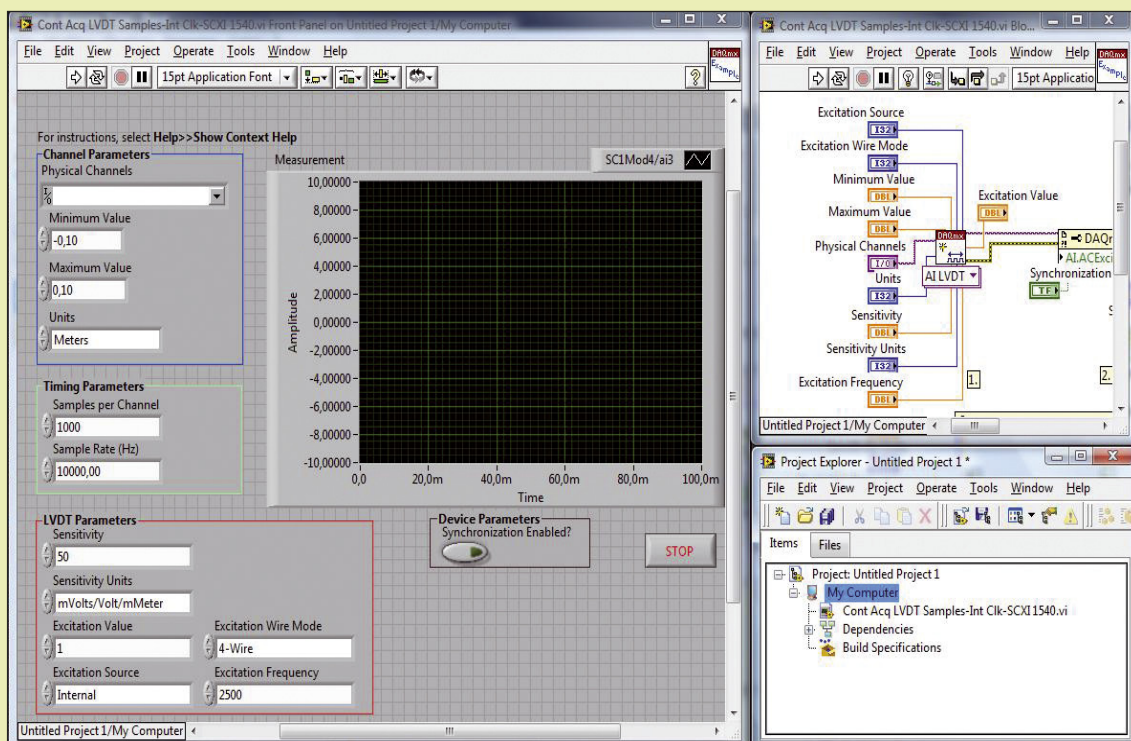 Cont Acq LVDT Samples-Int Clk-SCXI 1540.vi Front Panel on Untitled Project 1/My Computer
File Edit View Project Operate Tools Window Help
15pt Application Font
DAQmx
Example
For instructions, select Help>>Show Context Help
Channel Parameters
Physical Channels
Minimum Value
-0,10
Maximum Value
0,10
Units
Meters
Timing Parameters
Samples per Channel
1000
Sample Rate (Hz)
10000,00
Measurement
SC1Mod4/ai3
Amplitude
10,00000
8,00000
6,00000
4,00000
2,00000
0,00000
-2,00000
-4,00000
-6,00000
-8,00000
-10,00000
0,0 20,0m 40,0m 60,0m 80,0m 100,0m
Time
LVDT Parameters
Sensitivity
50
Sensitivity Units
mVolts/Volt/mMeter
Excitation Value
1
Excitation Wire Mode
4-Wire
Excitation Source
Internal
Excitation Frequency
2500
Device Parameters
Synchronization Enabled?
STOP
Untitled Project 1/My Computer
Cont Acq LVDT Samples-Int Clk-SCXI 1540.vi Blo...
File Edit View Project Operate Tools Window Help
15pt Applicatio
DAQmx
Example
Excitation Source
I32
Excitation Wire Mode
I32
Minimum Value
DBL
Maximum Value
DBL
Excitation Value
DBL
Physical Channels
I/O
DAQmx
AI LVDT
Units
I32
Sensitivity
DBL
Sensitivity Units
I32
Excitation Frequency
DBL
DAQm
AI.ACExci
Synchronization
TF
S
1.
2.
Untitled Project 1/My Computer
Project Explorer - Untitled Project 1 *
File Edit View Project Operate Tools Window Help
Items Files
Project: Untitled Project 1
My Computer
Cont Acq LVDT Samples-Int Clk-SCXI 1540.vi
Dependencies
Build Specifications